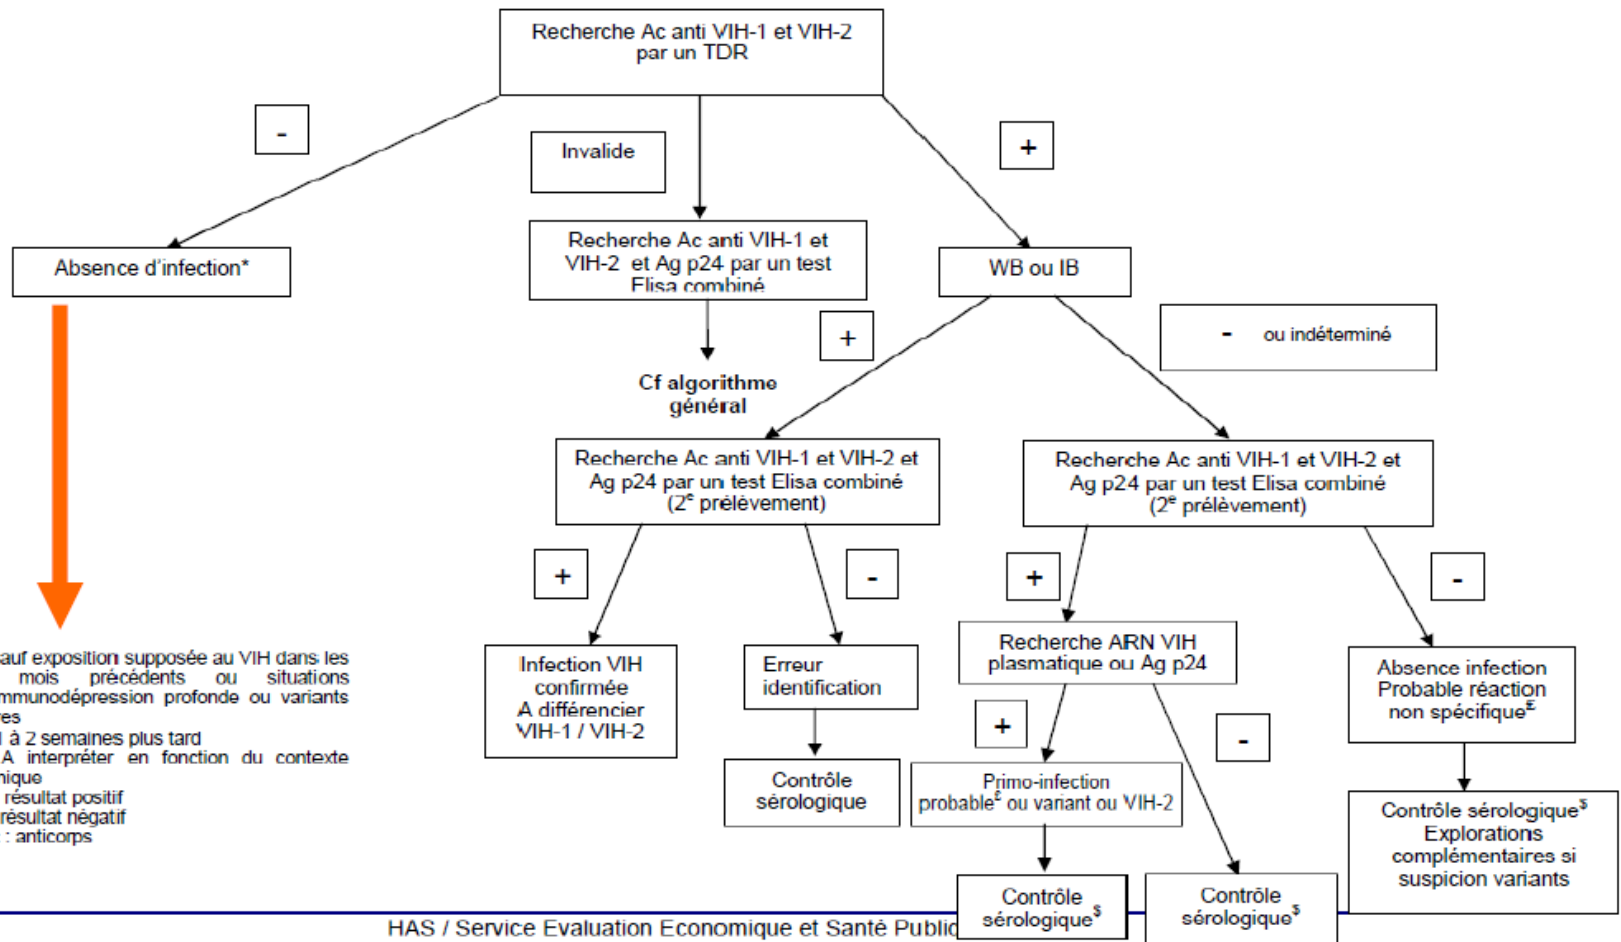 Recherche Ac anti VIH-1 et VIH-2
par un TDR
-
Invalide
+
Absence d'infection*
Recherche Ac anti VIH-1 et
VIH-2 et Ag p24 par un test
Elisa combiné
WB ou IB
+
- ou indéterminé
Cf algorithme
général
Recherche Ac anti VIH-1 et VIH-2 et
Ag p24 par un test Elisa combiné
(2e prélèvement)
Recherche Ac anti VIH-1 et VIH-2 et
Ag p24 par un test Elisa combiné
(2e prélèvement)
+
-
+
-
Infection VIH
confirmée
A différencier
VIH-1 / VIH-2
Erreur
identification
Recherche ARN VIH
plasmatique ou Ag p24
Absence infection
Probable réaction
non spécifique£
+
-
Contrôle
sérologique
Primo-infection
probable£ ou variant ou VIH-2
Contrôle sérologique$
Explorations
complémentaires si
suspicion variants
Contrôle
sérologique$
Contrôle
sérologique$
auf exposition supposée au VIH dans les
mois précédents ou situations
mmunodépression profonde ou variants
res
1 à 2 semaines plus tard
A interpréter en fonction du contexte
nique
résultat positif
résultat négatif
: anticorps
HAS / Service Evaluation Economique et Santé Public